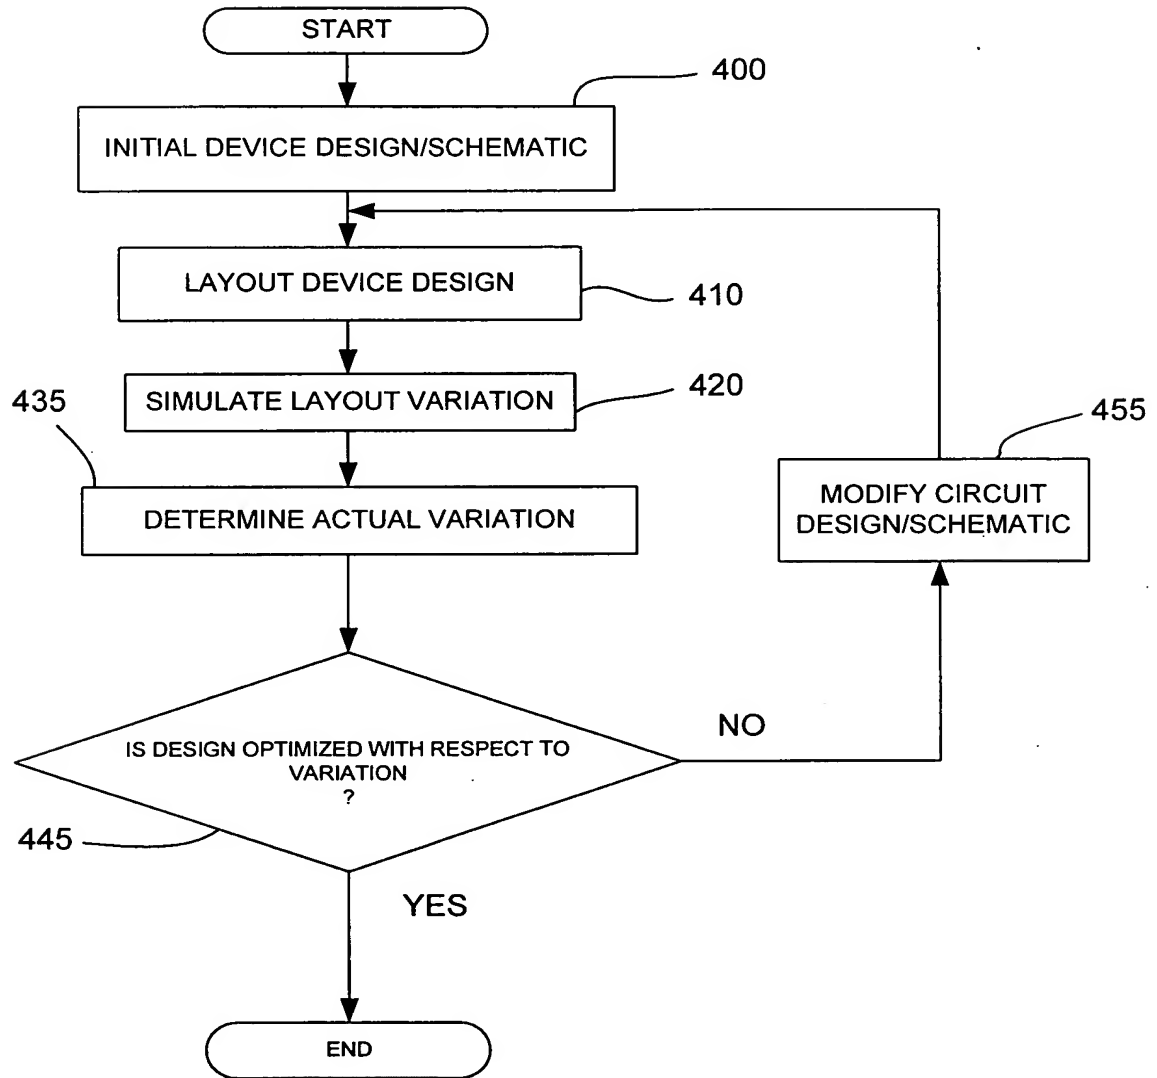 START
400
INITIAL DEVICE DESIGN/SCHEMATIC
LAYOUT DEVICE DESIGN
410
SIMULATE LAYOUT VARIATION
420
435
DETERMINE ACTUAL VARIATION
455
MODIFY CIRCUIT
DESIGN/SCHEMATIC
IS DESIGN OPTIMIZED WITH RESPECT TO
VARIATION
?
NO
445
YES
END